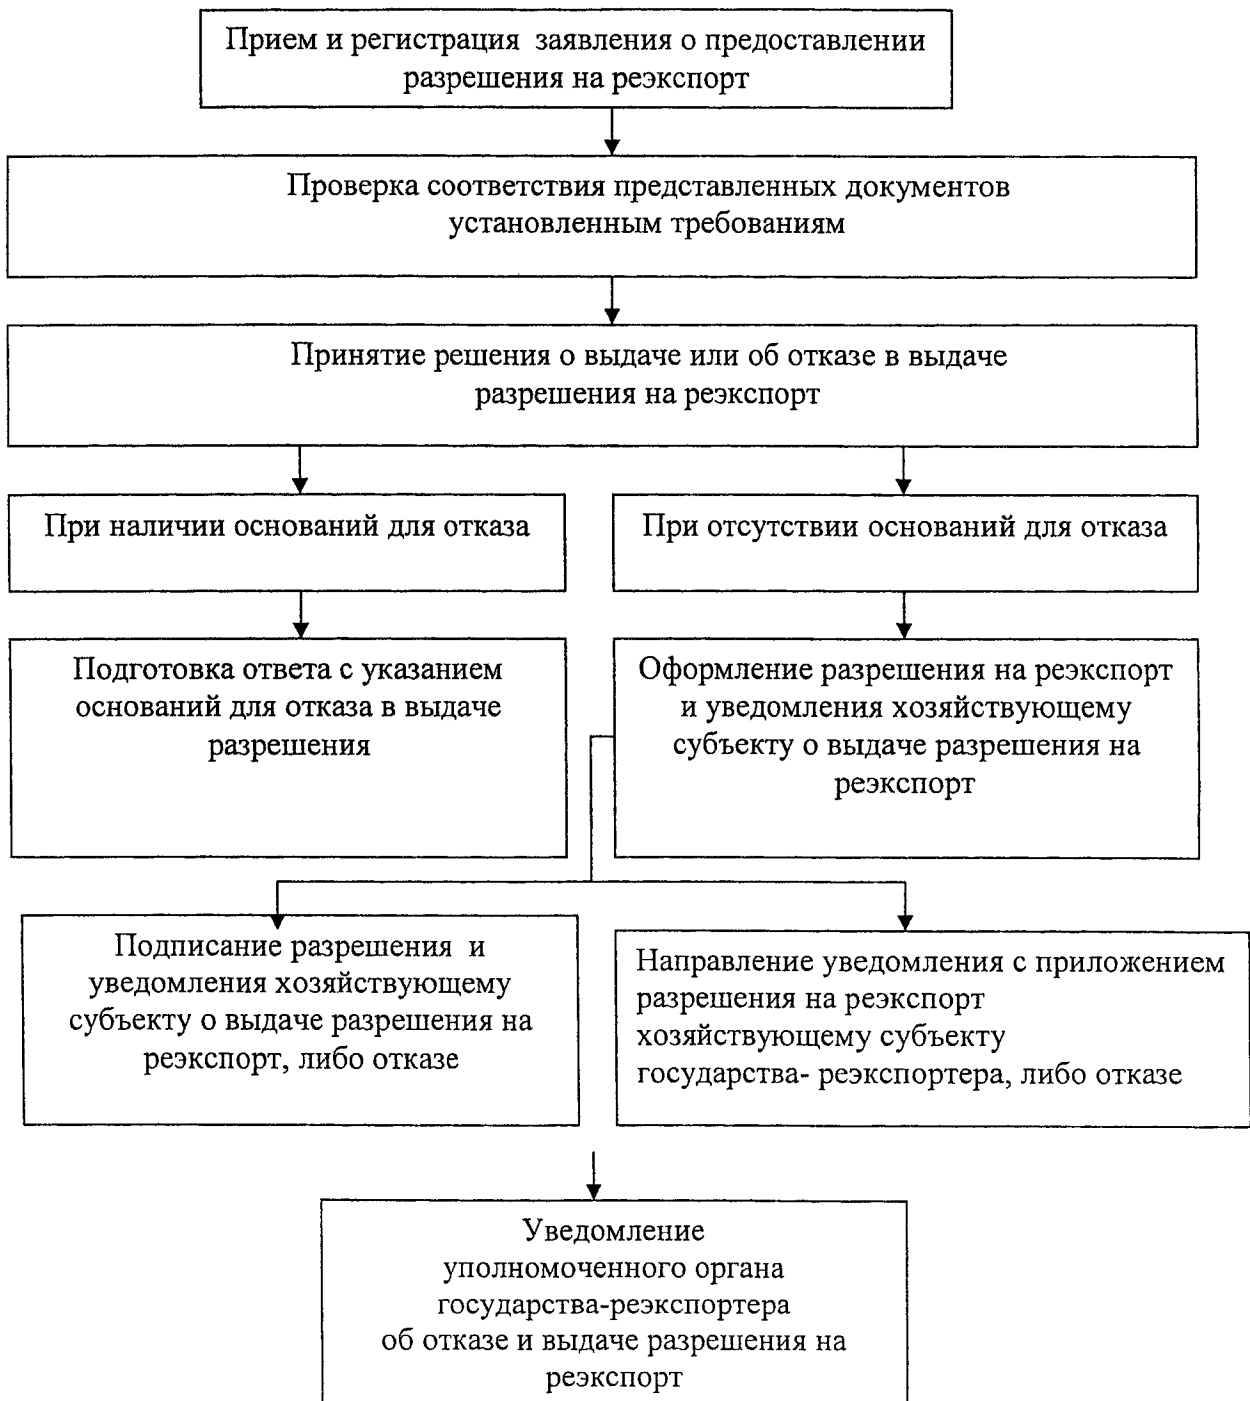 Прием и регистрация заявления о предоставлении
разрешения на реэкспорт
Проверка соответствия представленных документов
установленным требованиям
Принятие решения о выдаче или об отказе в выдаче
разрешения на реэкспорт
При наличии оснований для отказа
При отсутствии оснований для отказа
Подготовка ответа с указанием
оснований для отказа в выдаче
разрешения
Оформление разрешения на реэкспорт
и уведомления хозяйствующему
субъекту о выдаче разрешения на
реэкспорт
Подписание разрешения и
уведомления хозяйствующему
субъекту о выдаче разрешения на
реэкспорт, либо отказе
Направление уведомления с приложением
разрешения на реэкспорт
хозяйствующему субъекту
государства- реэкспортера, либо отказе
Уведомление
уполномоченного органа
государства-реэкспортера
об отказе и выдаче разрешения на
реэкспорт